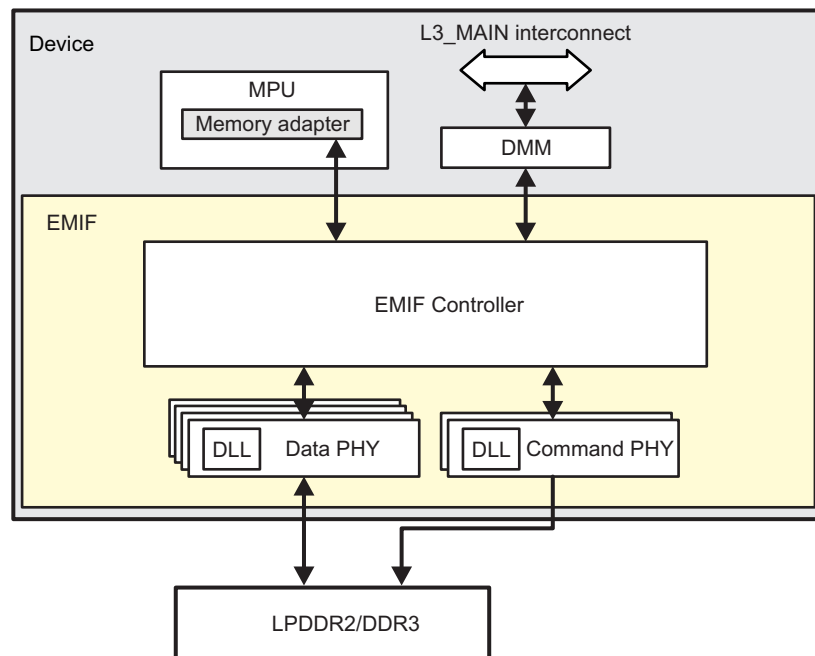 L3_MAIN interconnect
Device
MPU
Memory adapter
DMM
EMIF
EMIF Controller
DLL
Data PHY
DLL
Command PHY
LPDDR2/DDR3